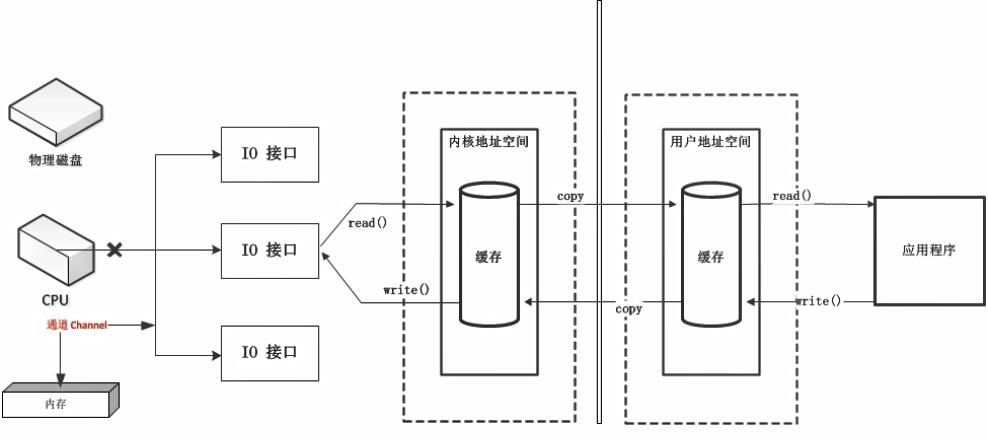 物理磁盘
CPU
通道 Channel
内存
IO 接口
IO 接口
IO 接口
read()
write()
内核地址空间
缓存
copy
copy
用户地址空间
缓存
read()
write()
应用程序